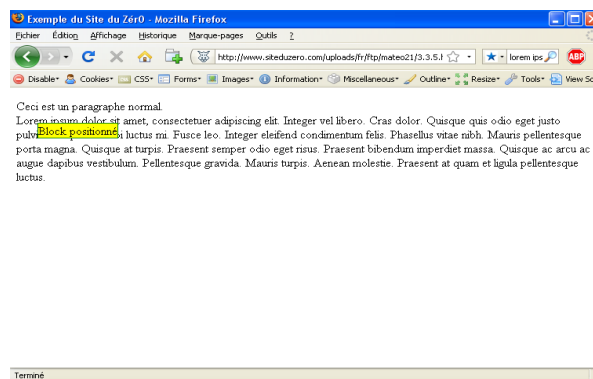 Exemple du Site du Zér0 - Mozilla Firefox
Fichier Édition Affichage Historique Marque-pages Outils ?
http://www.siteduzero.com/uploads/fr/ftp/mateo21/3.3.5.h lorem ips ABP
Disable Cookies CSS Forms Images Information Miscellaneous Outline Resize Tools View Sc
Ceci est un paragraphe normal.
Lorem ipsum dolor sit amet, consectetuer adipiscing elit. Integer vel libero. Cras dolor. Quisque quis odio eget justo
Block positionné
pulvi i luctus mi. Fusce leo. Integer eleifend condimentum felis. Phasellus vitae nibh. Mauris pellentesque
porta magna. Quisque at turpis. Praesent semper odio eget risus. Praesent bibendum imperdiet massa. Quisque ac arcu ac
augue dapibus vestibulum. Pellentesque gravida. Mauris turpis. Aenean molestie. Praesent at quam et ligula pellentesque
luctus.
Terminé